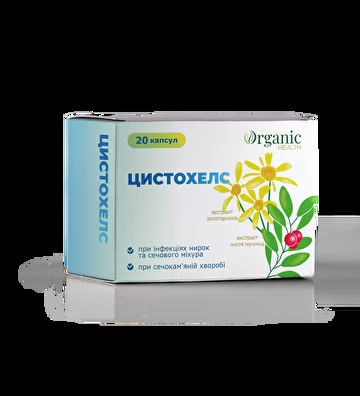 20 капсул
Organic
HEALTH
ЦИСТОХЕЛС
ЦИСТОХЕЛС
екстракт
золотарника
екстракт
листя мучниці
при інфекціях нирок
та сечового міхура
при сечокам'яній хворобі